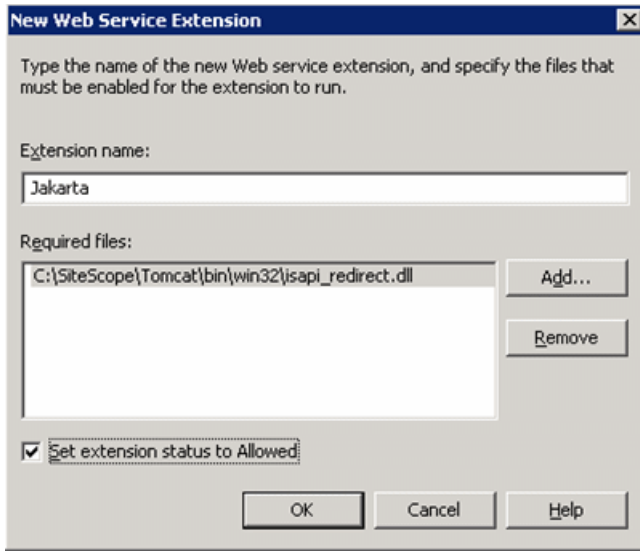 New Web Service Extension
Type the name of the new Web service extension, and specify the files that
must be enabled for the extension to run.
Extension name:
Jakarta
Required files:
C:\SiteScope\Tomcat\bin\win32\isapi_redirect.dll
Add...
Remove
Set extension status to Allowed
OK
Cancel
Help